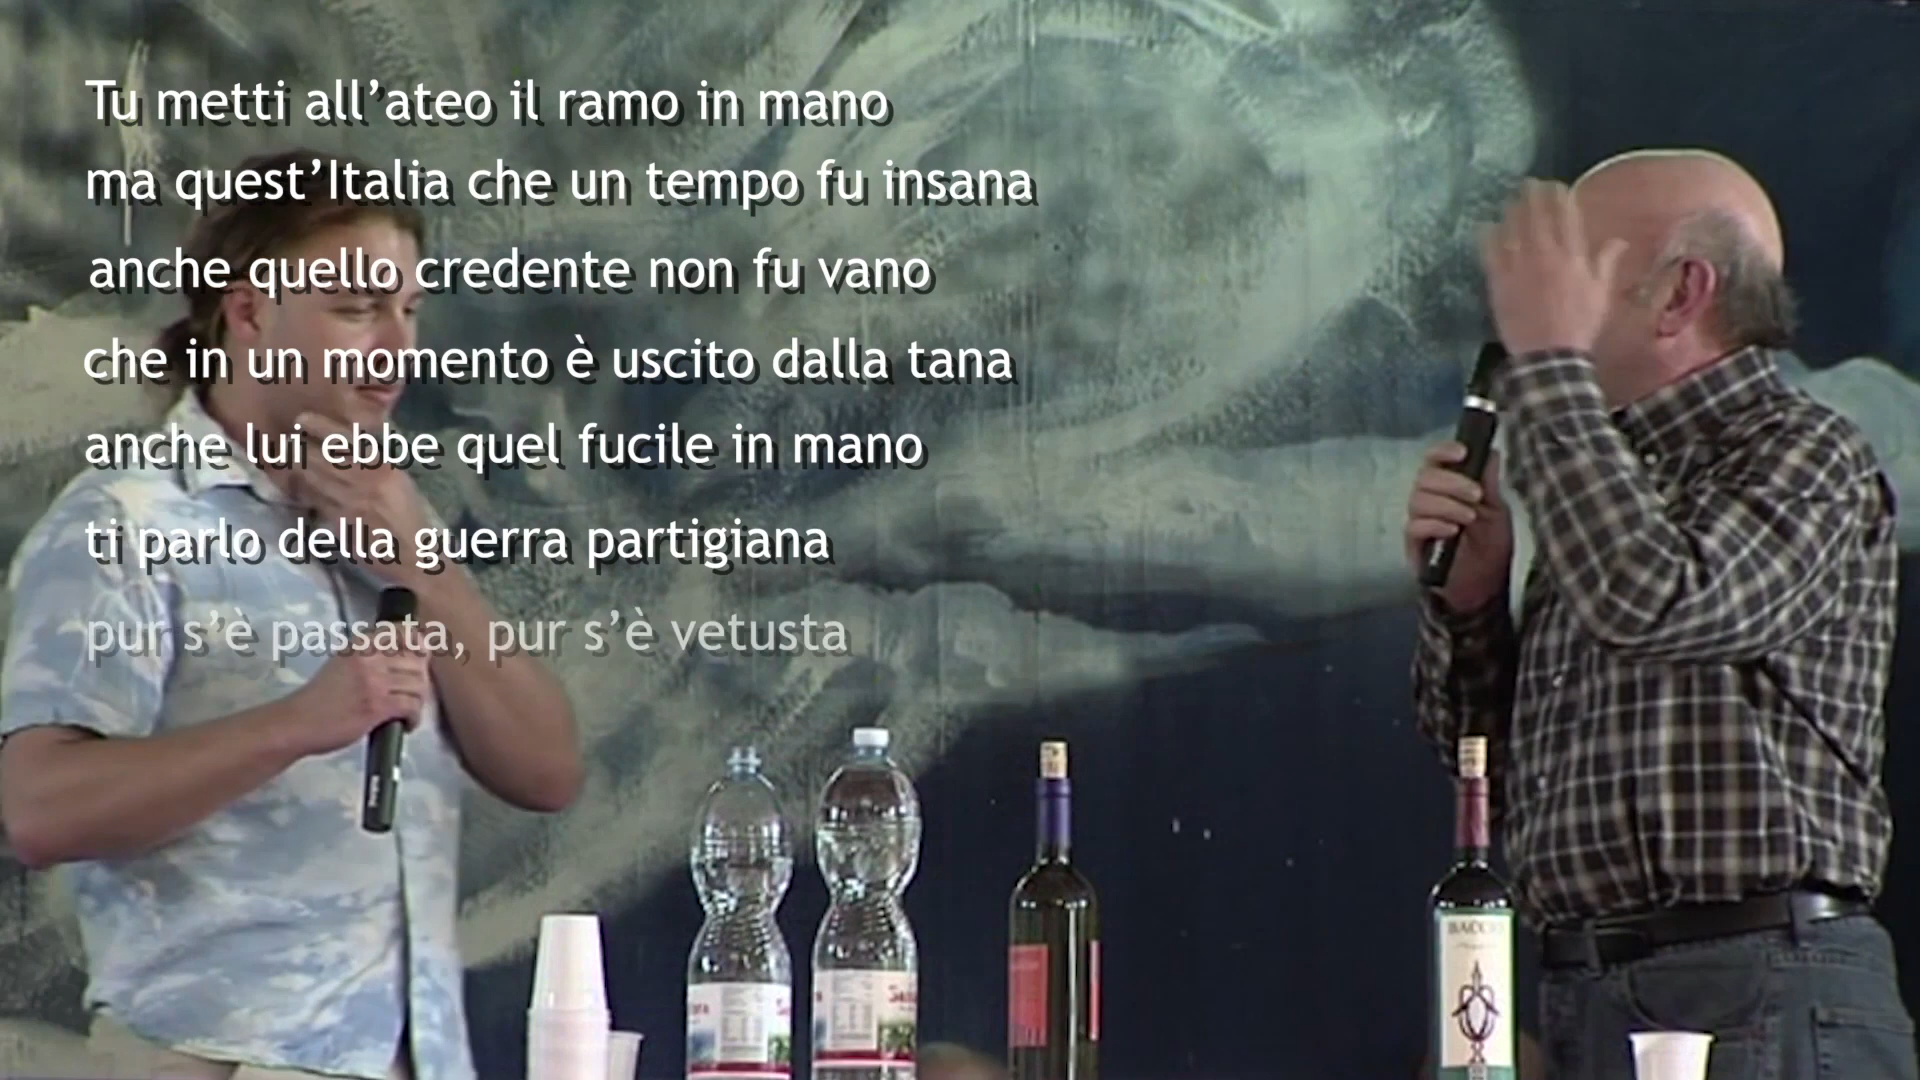 Tu metti all’ateo il ramo in mano
ma quest’Italia che un tempo fu insana
anche quello credente non fu vano
che in un momento è uscito dalla tana
anche lui ebbe quel fucile in mano
ti parlo della guerra partigiana
pur s’è passata, pur s’è vetusta